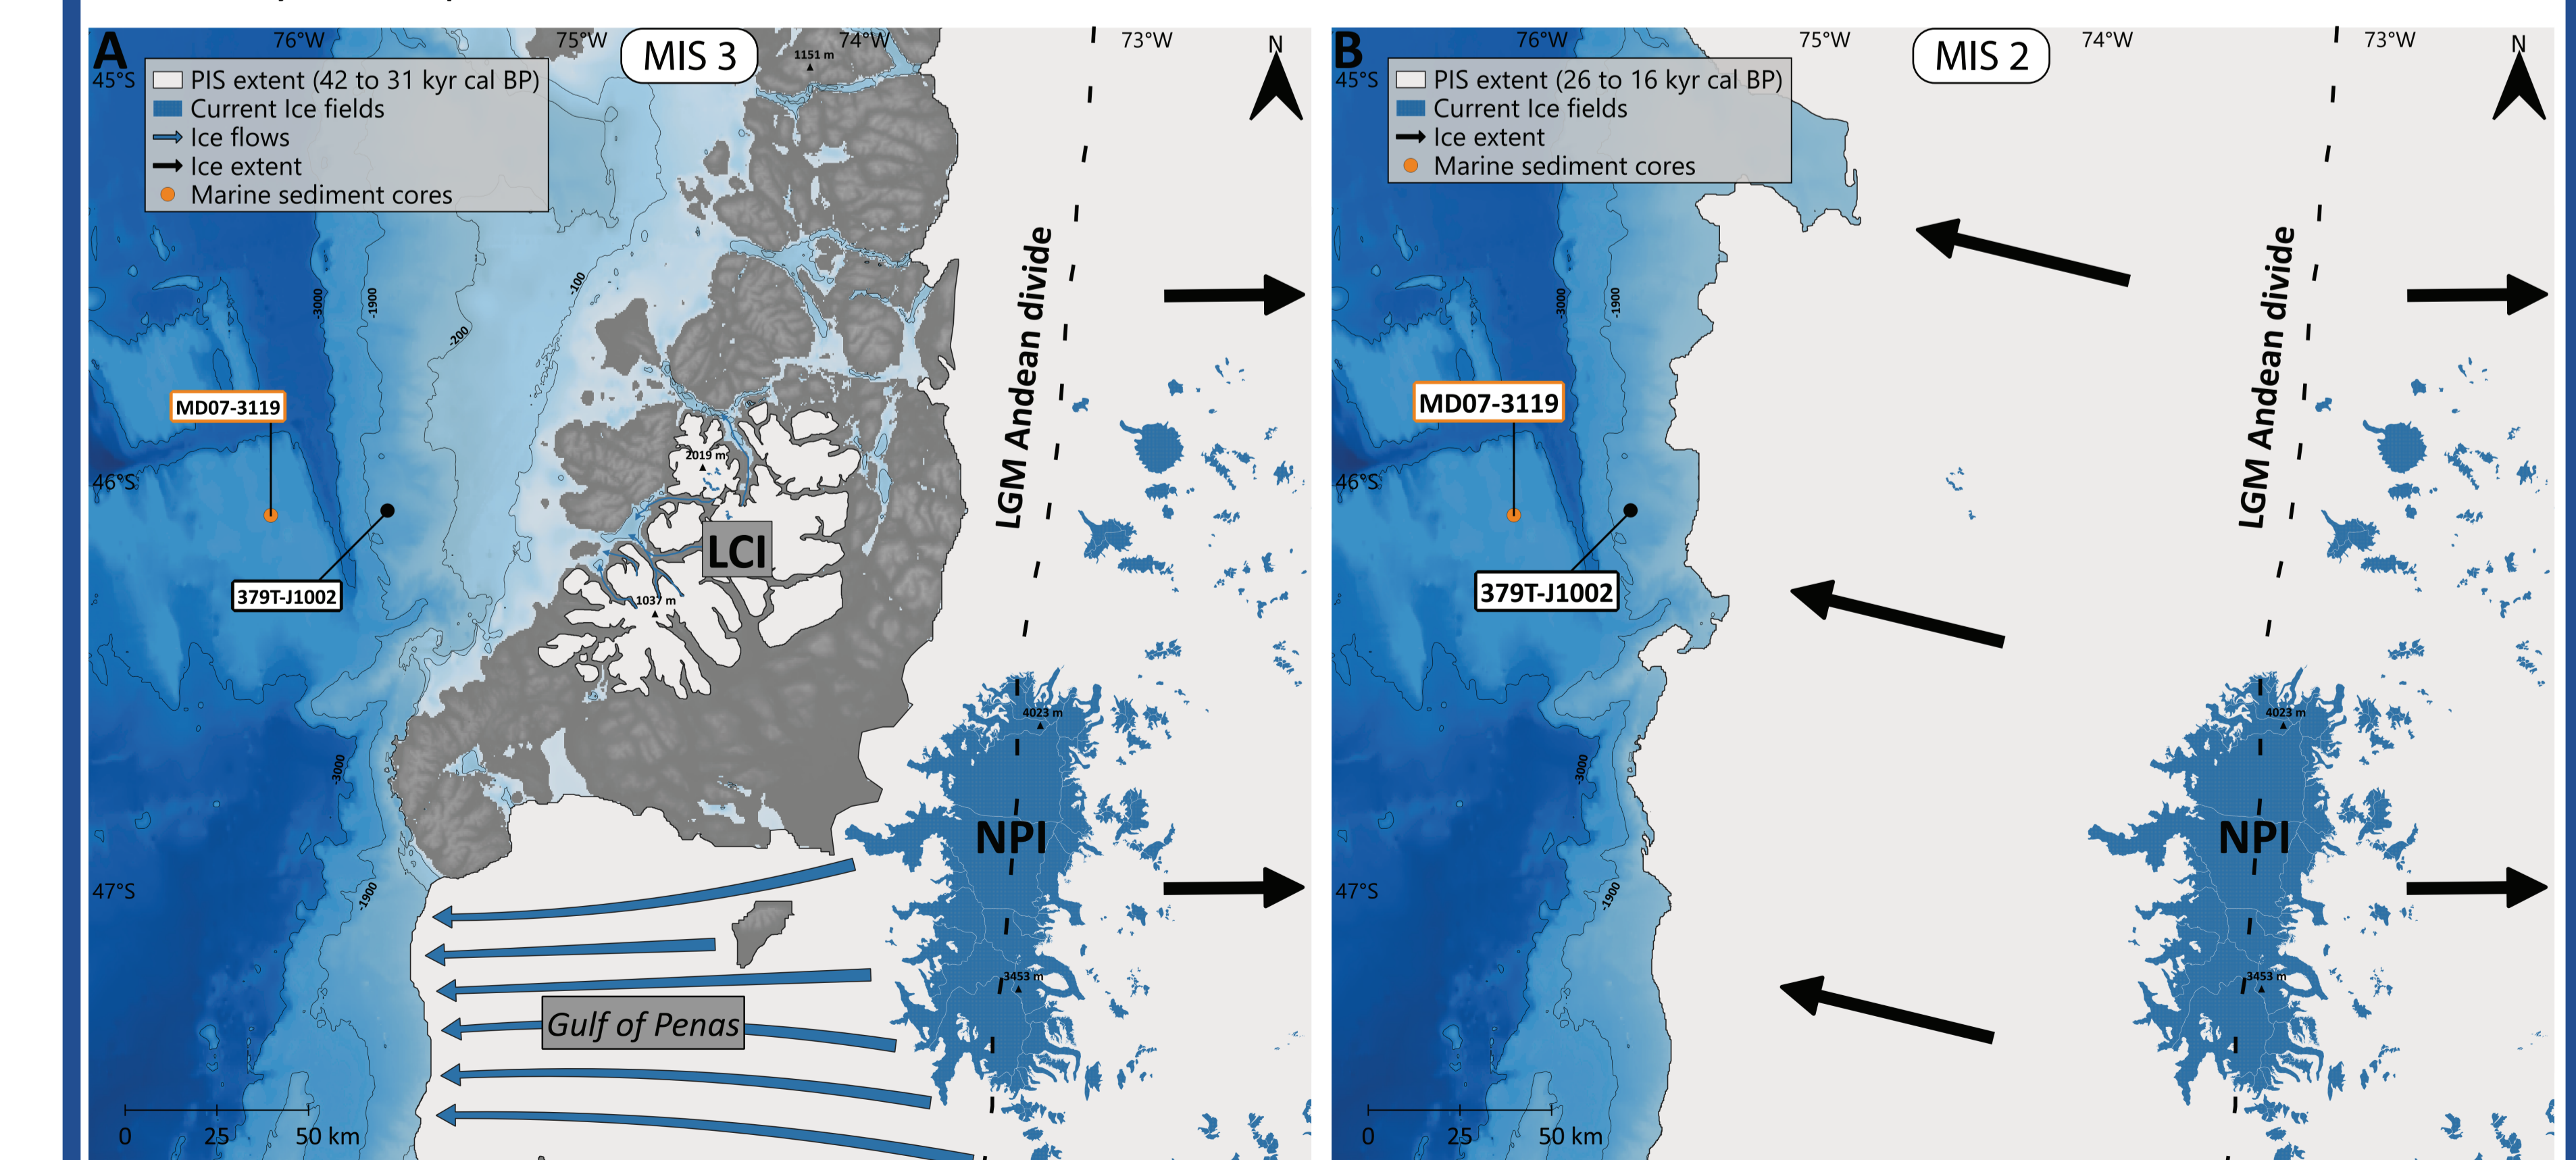 A
76°W
75°W
MIS 3
74°W
73°W
N
1151 m
45°S
PIS extent (42 to 31 kyr cal BP)
Current Ice fields
Ice flows
Ice extent
Marine sediment cores
-3000
-1900
-200
-100
LGM Andean divide
MD07-3119
46°S
2019 m
LCI
379T-J1002
1037 m
4023 m
-3000
NPI
47°S
-1900
3453 m
Gulf of Penas
0 25 50 km
B
76°W
75°W
MIS 2
74°W
73°W
N
45°S
PIS extent (26 to 16 kyr cal BP)
Current Ice fields
Ice extent
Marine sediment cores
-3000
-1900
LGM Andean divide
MD07-3119
46°S
379T-J1002
4023 m
-3000
NPI
47°S
-1900
3453 m
0 25 50 km